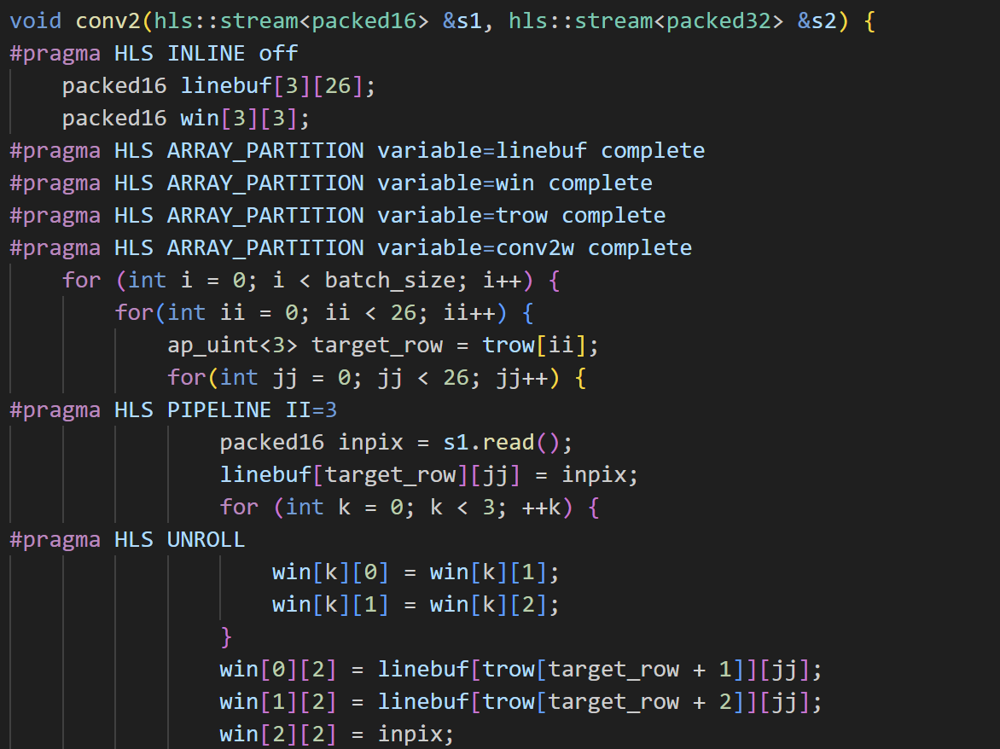 void conv2(hls::stream<packed16> &s1, hls::stream<packed32> &s2) {
#pragma HLS INLINE off
    packed16 linebuf[3][26];
    packed16 win[3][3];
#pragma HLS ARRAY_PARTITION variable=linebuf complete
#pragma HLS ARRAY_PARTITION variable=win complete
#pragma HLS ARRAY_PARTITION variable=trow complete
#pragma HLS ARRAY_PARTITION variable=conv2w complete
    for (int i = 0; i < batch_size; i++) {
        for(int ii = 0; ii < 26; ii++) {
            ap_uint<3> target_row = trow[ii];
            for(int jj = 0; jj < 26; jj++) {
#pragma HLS PIPELINE II=3
                packed16 inpix = s1.read();
                linebuf[target_row][jj] = inpix;
                for (int k = 0; k < 3; ++k) {
#pragma HLS UNROLL
                    win[k][0] = win[k][1];
                    win[k][1] = win[k][2];
                }
                win[0][2] = linebuf[trow[target_row + 1]][jj];
                win[1][2] = linebuf[trow[target_row + 2]][jj];
                win[2][2] = inpix;